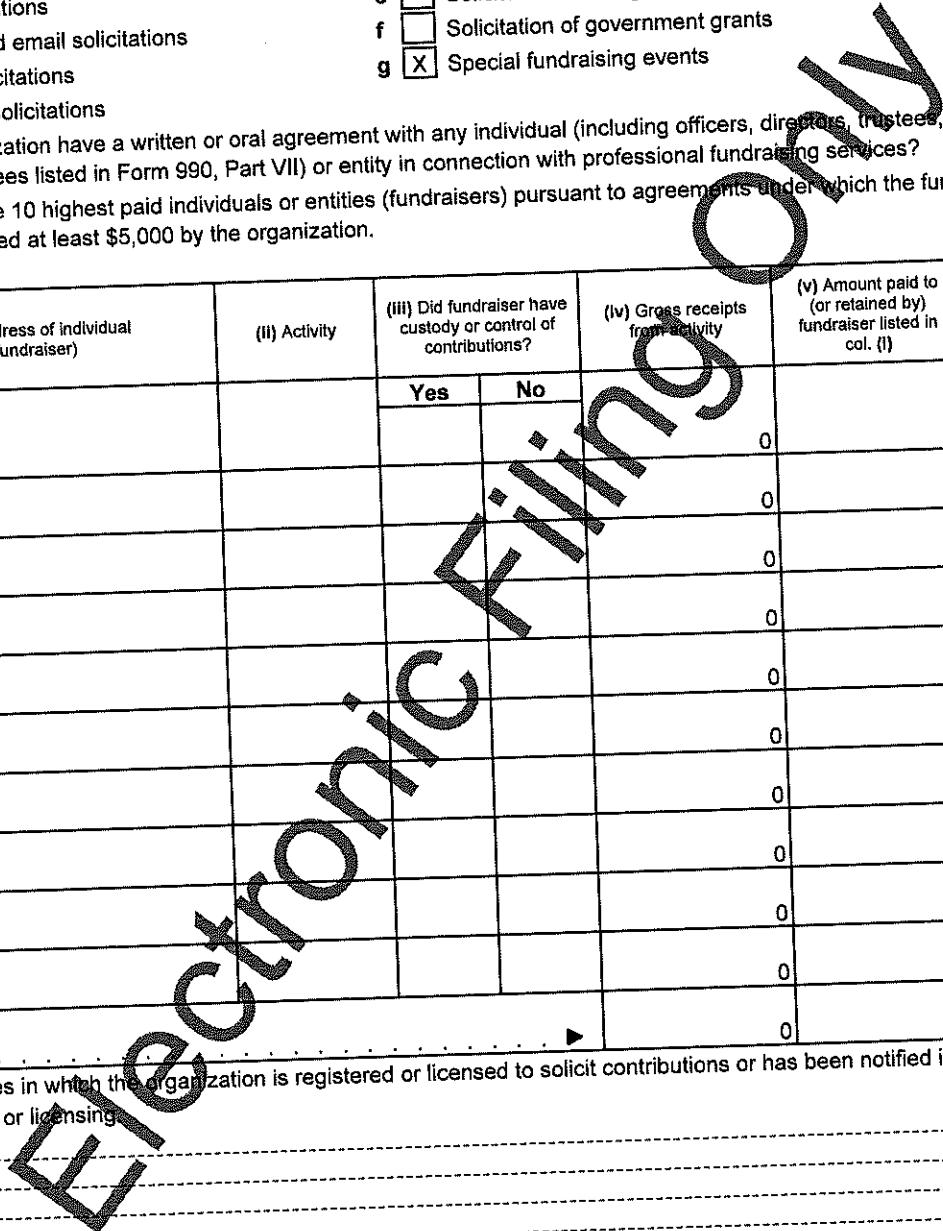 tions
d email solicitations
citations
olicitations
f Solicitation of government grants
g X Special fundraising events
zation have a written or oral agreement with any individual (including officers, directors, trustees,
ees listed in Form 990, Part VII) or entity in connection with professional fundraising services?
e 10 highest paid individuals or entities (fundraisers) pursuant to agreements under which the fun
ed at least $5,000 by the organization.
dress of individual
undraiser)
(ii) Activity
(iii) Did fundraiser have
custody or control of
contributions?
Yes No
(iv) Gross receipts
from activity
(v) Amount paid to
(or retained by)
fundraiser listed in
col. (i)
0
0
0
0
0
0
0
0
0
0
0
es in which the organization is registered or licensed to solicit contributions or has been notified i
or licensing.
Electronic Filing Only